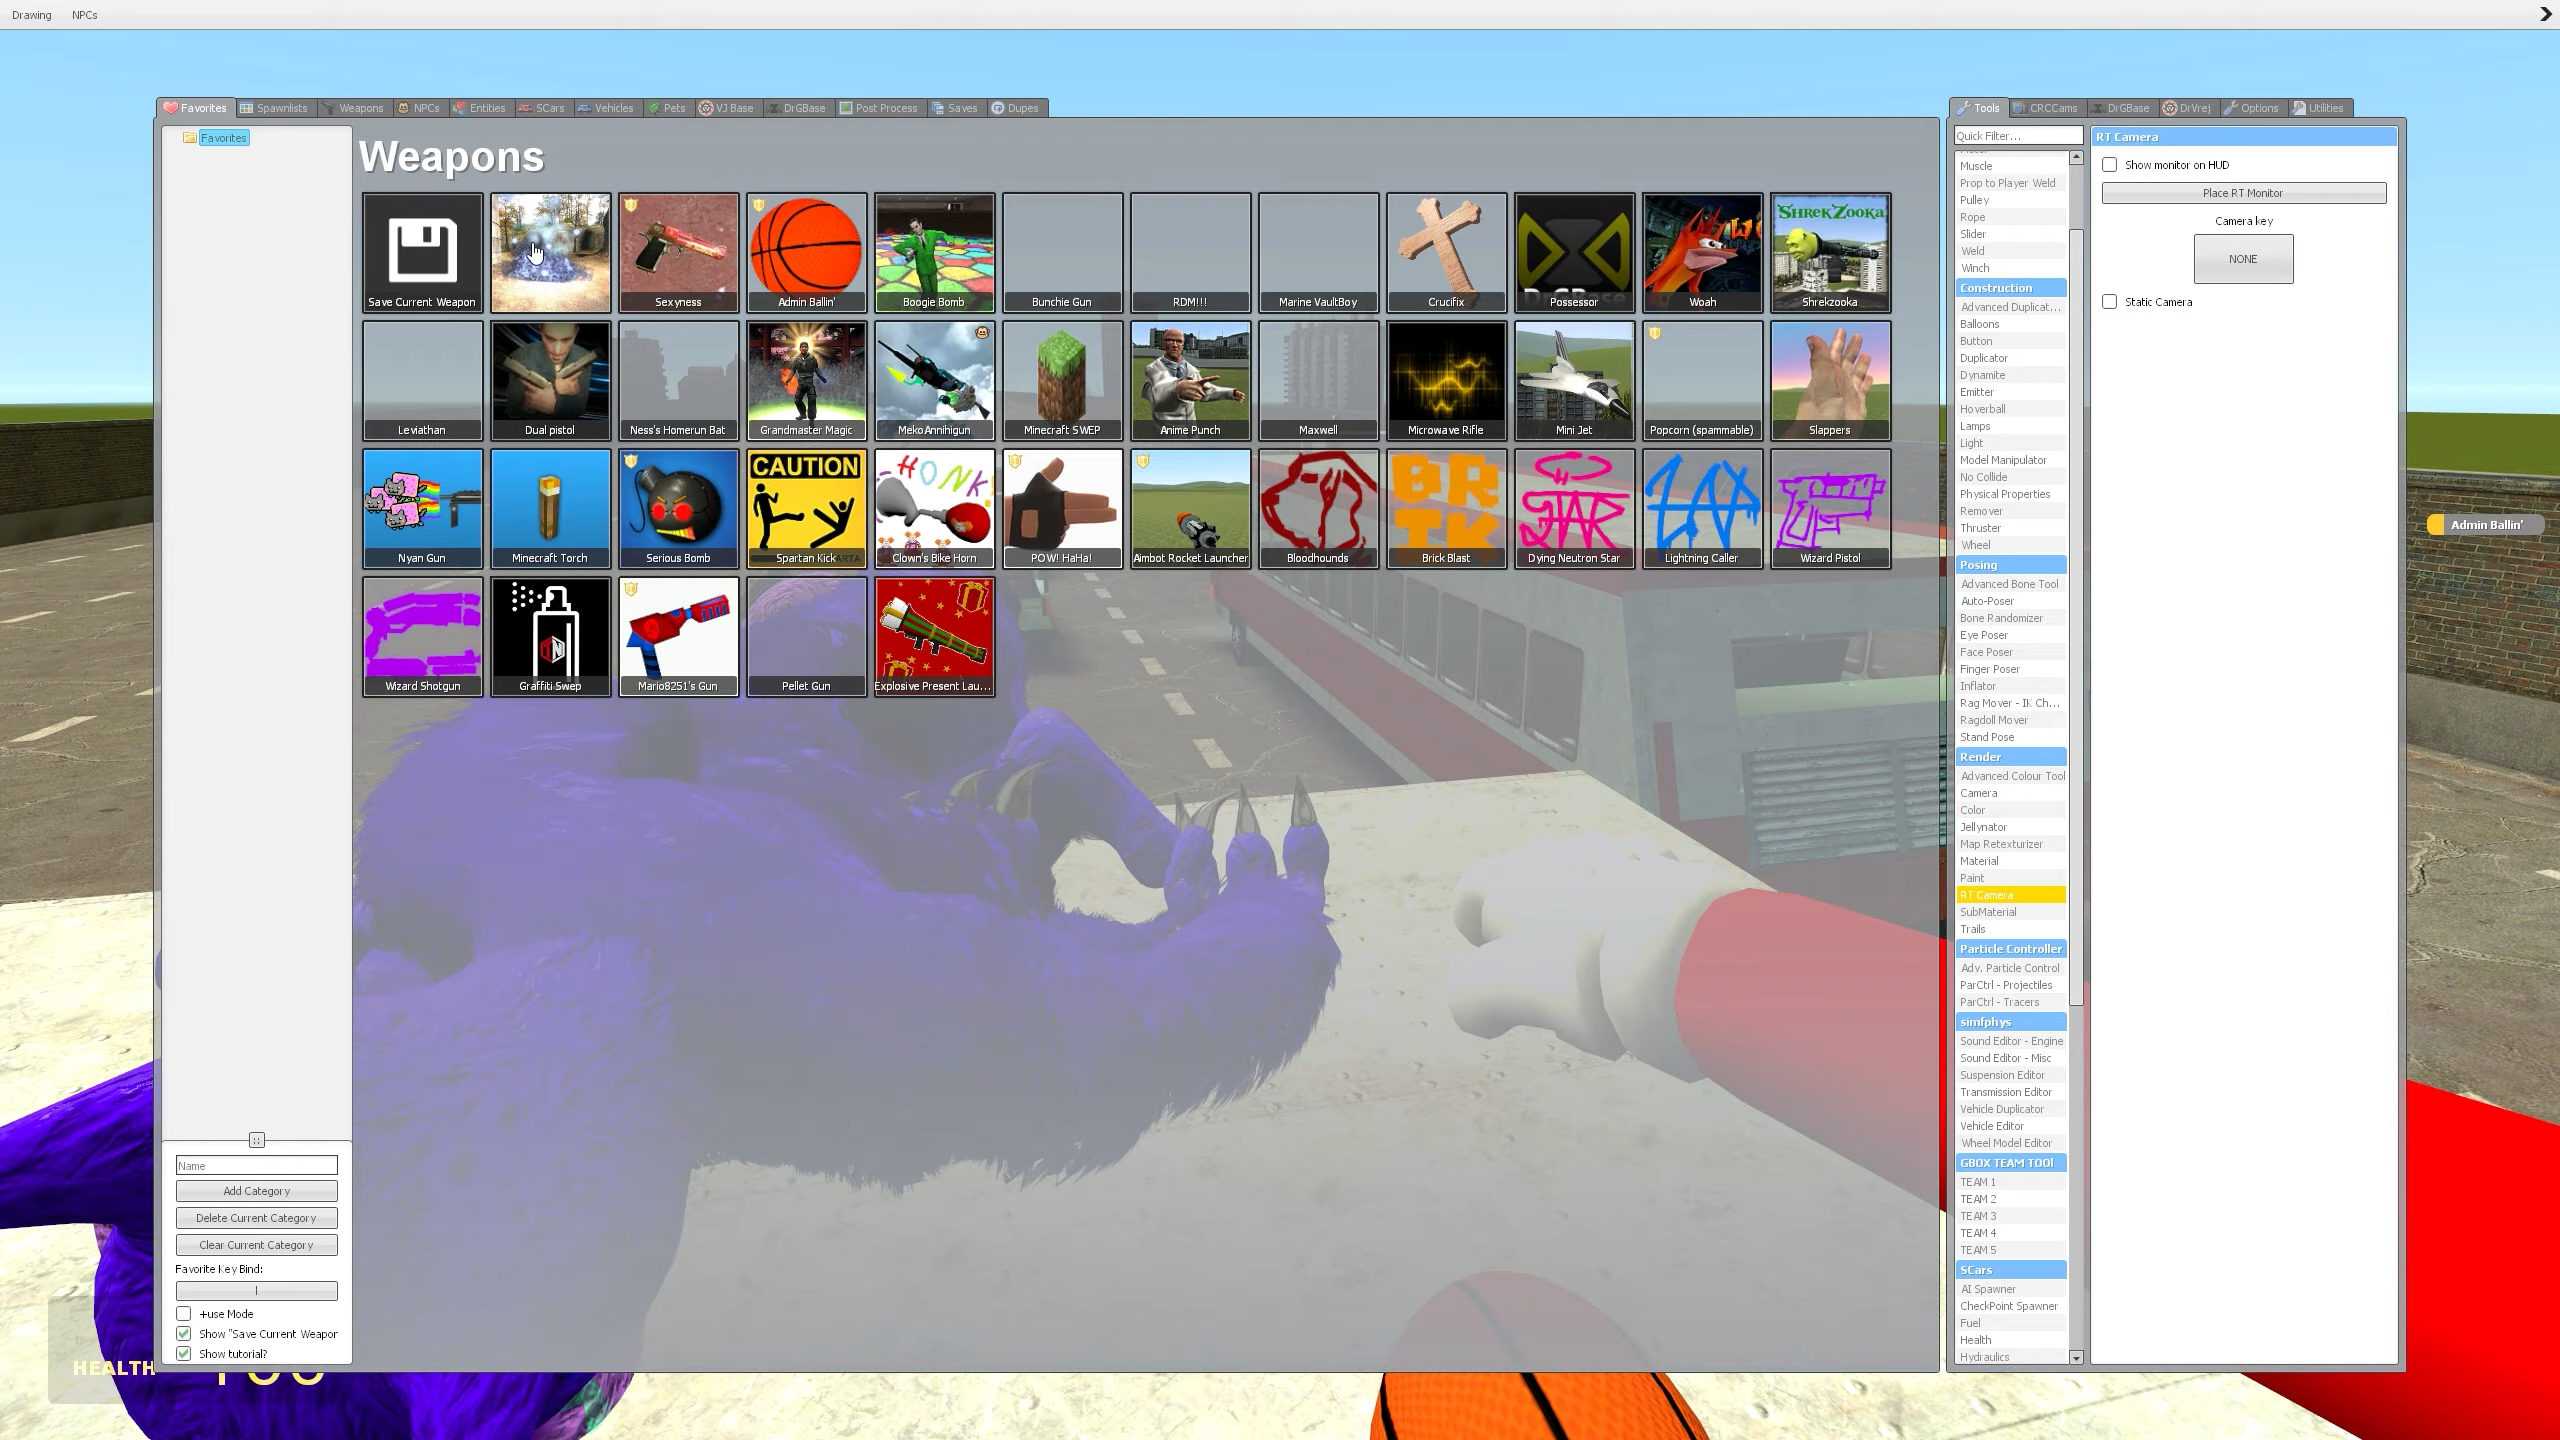 Drawing NPCs
Favorites Spawnlists Weapons NPCs Entities SCars Vehicles Pets VJ Base DrGBase Post Process Saves Dupes
Favorites
Weapons
Save Current Weapon
Sexyness
Admin Ballin'
Boogie Bomb
Bunchie Gun
RDM!!!
Marine VaultBoy
Crucifix
Possessor
Woah
SHREKZOOKA
Shrekzooka
Leviathan
Dual pistol
Ness's Homerun Bat
Grandmaster Magic
MekoAnnihigun
Minecraft SWEP
Anime Punch
Maxwell
Microwave Rifle
Mini Jet
Popcorn (spammable)
Slappers
Nyan Gun
Minecraft Torch
Serious Bomb
CAUTION
Spartan Kick
HONK
Clown's Bike Horn
POW! HaHa!
Aimbot Rocket Launcher
Bloodhounds
BRIK
Brick Blast
STAR
Dying Neutron Star
ZAP
Lightning Caller
Wizard Pistol
Wizard Shotgun
Graffiti Swep
Mario8251's Gun
Pellet Gun
Explosive Present Lau...
Name
Add Category
Delete Current Category
Clear Current Category
Favorite Key Bind:
I
+use Mode
Show "Save Current Weapor
Show tutorial?
HEALTH 100
Tools CRCCams DrGBase DrVrej Options Utilities
Quick Filter...
Muscle
Prop to Player Weld
Pulley
Rope
Slider
Weld
Winch
Construction
Advanced Duplicat...
Balloons
Button
Duplicator
Dynamite
Emitter
Hoverball
Lamps
Light
Model Manipulator
No Collide
Physical Properties
Remover
Thruster
Wheel
Posing
Advanced Bone Tool
Auto-Poser
Bone Randomizer
Eye Poser
Face Poser
Finger Poser
Inflator
Rag Mover - IK Ch...
Ragdoll Mover
Stand Pose
Render
Advanced Colour Tool
Camera
Color
Jellynator
Map Retexturizer
Material
Paint
RT Camera
SubMaterial
Trails
Particle Controller
Adv. Particle Control
ParCtrl - Projectiles
ParCtrl - Tracers
simfphys
Sound Editor - Engine
Sound Editor - Misc
Suspension Editor
Transmission Editor
Vehicle Duplicator
Vehicle Editor
Wheel Model Editor
GBOX TEAM TOOl
TEAM 1
TEAM 2
TEAM 3
TEAM 4
TEAM 5
SCars
AI Spawner
CheckPoint Spawner
Fuel
Health
Hydraulics
RT Camera
Show monitor on HUD
Place RT Monitor
Camera key
NONE
Static Camera
Admin Ballin'